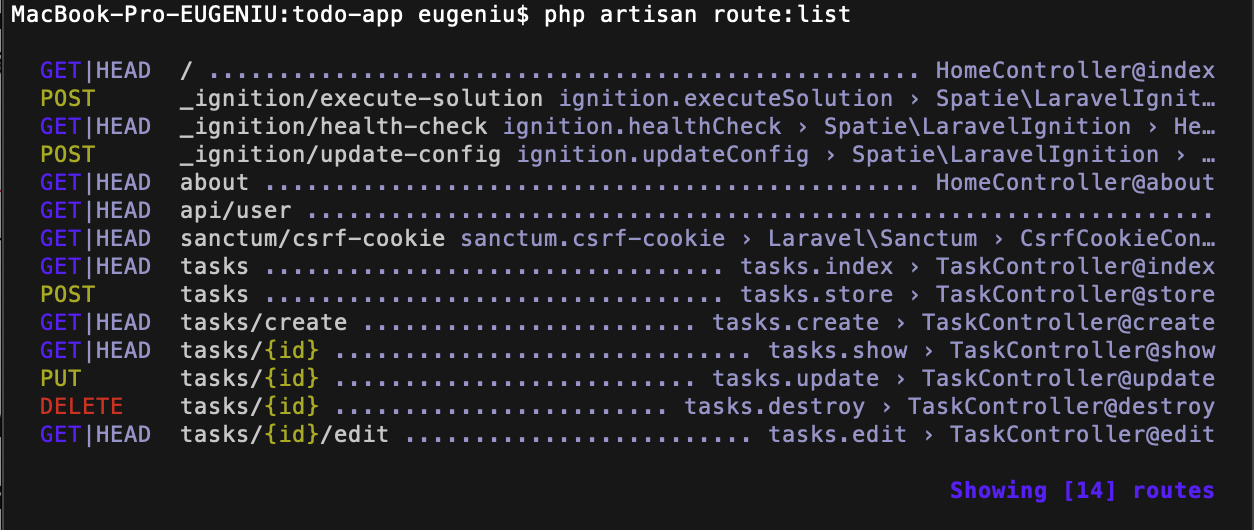 MacBook-Pro-EUGENIU:todo-app eugeniu$ php artisan route:list
GET|HEAD / ................................................... HomeController@index
POST _ignition/execute-solution ignition.executeSolution › Spatie\LaravelIgnit…
GET|HEAD _ignition/health-check ignition.healthCheck › Spatie\LaravelIgnition › He…
POST _ignition/update-config ignition.updateConfig › Spatie\LaravelIgnition › …
GET|HEAD about ............................................... HomeController@about
GET|HEAD api/user .................................................................
GET|HEAD sanctum/csrf-cookie sanctum.csrf-cookie › Laravel\Sanctum › CsrfCookieCon…
GET|HEAD tasks ................................. tasks.index › TaskController@index
POST tasks ................................. tasks.store › TaskController@store
GET|HEAD tasks/create ........................ tasks.create › TaskController@create
GET|HEAD tasks/{id} .............................. tasks.show › TaskController@show
PUT tasks/{id} .......................... tasks.update › TaskController@update
DELETE tasks/{id} ........................ tasks.destroy › TaskController@destroy
GET|HEAD tasks/{id}/edit ......................... tasks.edit › TaskController@edit
Showing [14] routes